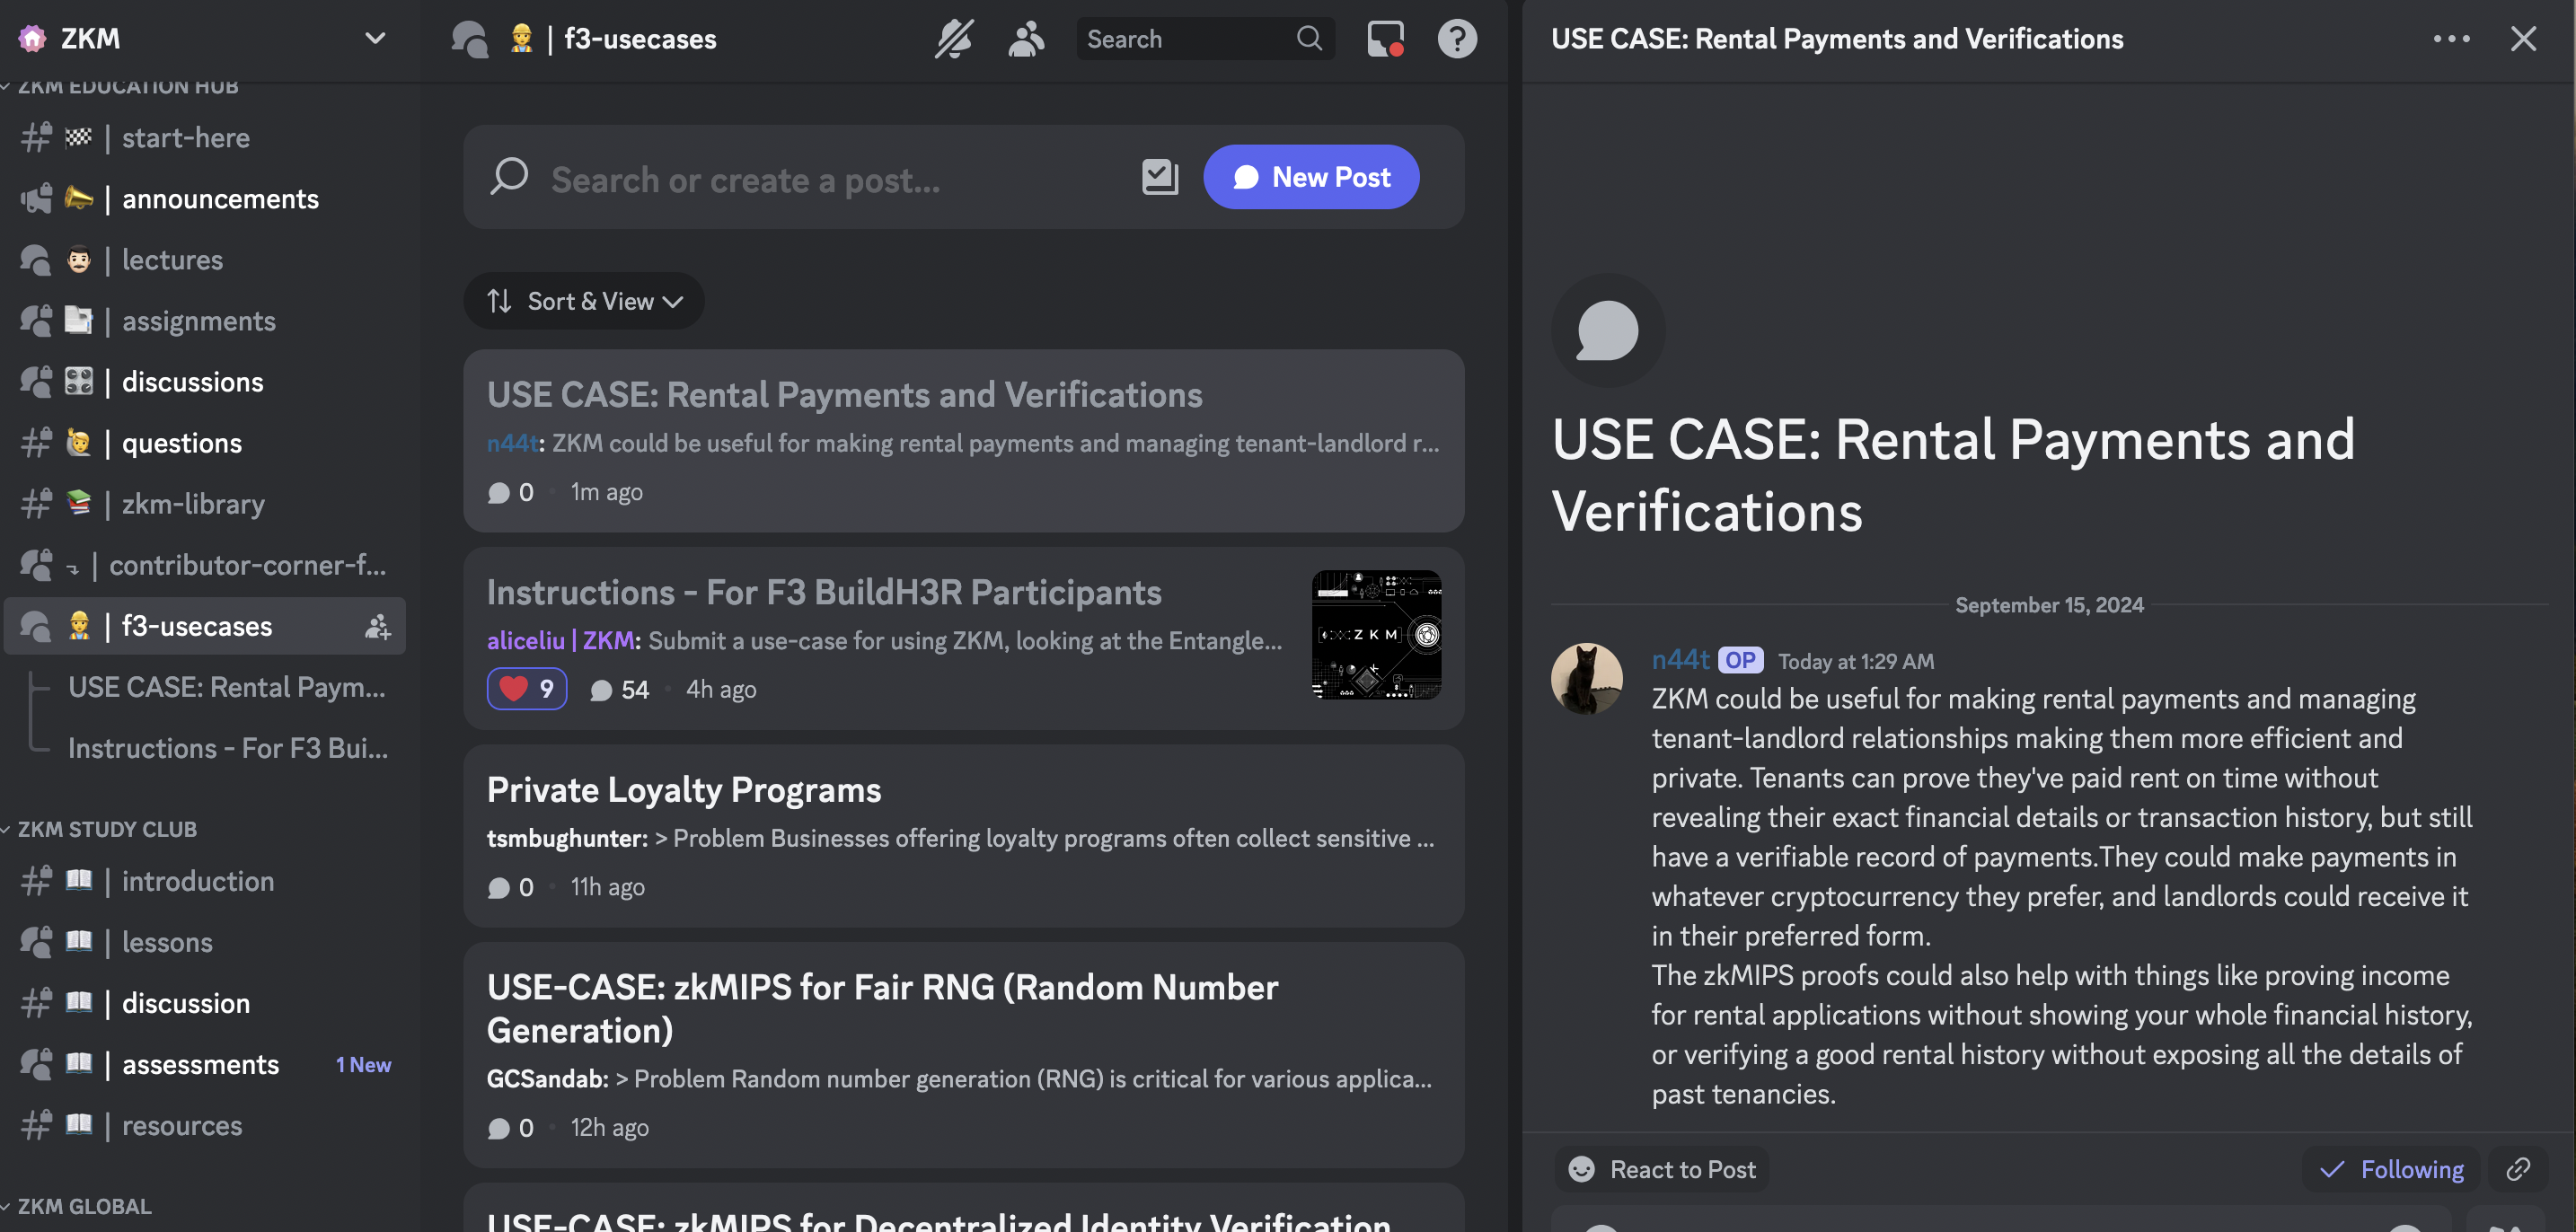 ZKM
ZKM EDUCATION HUB
| start-here
| announcements
| lectures
| assignments
| discussions
| questions
| zkm-library
| contributor-corner-f...
| f3-usecases
USE CASE: Rental Paym...
Instructions - For F3 Bui...
ZKM STUDY CLUB
| introduction
| lessons
| discussion
| assessments 1 New
| resources
ZKM GLOBAL
| f3-usecases
Search
Search or create a post...
New Post
Sort & View
USE CASE: Rental Payments and Verifications
n44t: ZKM could be useful for making rental payments and managing tenant-landlord r...
0 • 1m ago
Instructions - For F3 BuildH3R Participants
aliceliu | ZKM: Submit a use-case for using ZKM, looking at the Entangle...
9 54 • 4h ago
ZKM
Private Loyalty Programs
tsmbughunter: > Problem Businesses offering loyalty programs often collect sensitive ...
0 • 11h ago
USE-CASE: zkMIPS for Fair RNG (Random Number
Generation)
GCSandab: > Problem Random number generation (RNG) is critical for various applica...
0 • 12h ago
USE-CASE: zkMIPS for Decentralized Identity Verification
USE CASE: Rental Payments and Verifications
USE CASE: Rental Payments and
Verifications
September 15, 2024
n44t OP Today at 1:29 AM
ZKM could be useful for making rental payments and managing
tenant-landlord relationships making them more efficient and
private. Tenants can prove they've paid rent on time without
revealing their exact financial details or transaction history, but still
have a verifiable record of payments.They could make payments in
whatever cryptocurrency they prefer, and landlords could receive it
in their preferred form.
The zkMIPS proofs could also help with things like proving income
for rental applications without showing your whole financial history,
or verifying a good rental history without exposing all the details of
past tenancies.
React to Post
Following